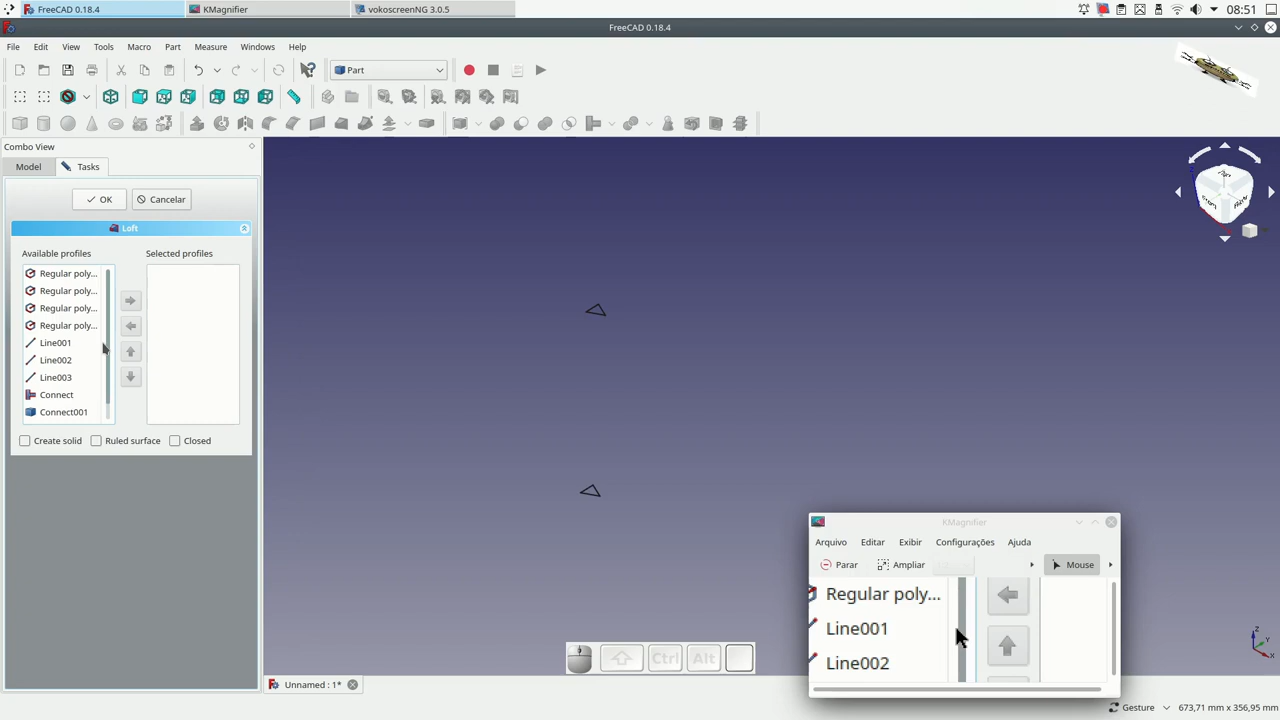 FreeCAD 0.18.4
KMagnifier
vokoscreenNG 3.0.5
08:51
FreeCAD 0.18.4
File Edit View Tools Macro Part Measure Windows Help
Part
Combo View
Model
Tasks
OK
Cancelar
Loft
Available profiles
Selected profiles
Regular poly...
Regular poly...
Regular poly...
Regular poly...
Line001
Line002
Line003
Connect
Connect001
Create solid
Ruled surface
Closed
KMagnifier
Arquivo Editar Exibir Configurações Ajuda
Parar
Ampliar
Mouse
Regular poly...
Line001
Line002
Ctrl
Alt
Unnamed : 1*
Gesture
673,71 mm x 356,95 mm